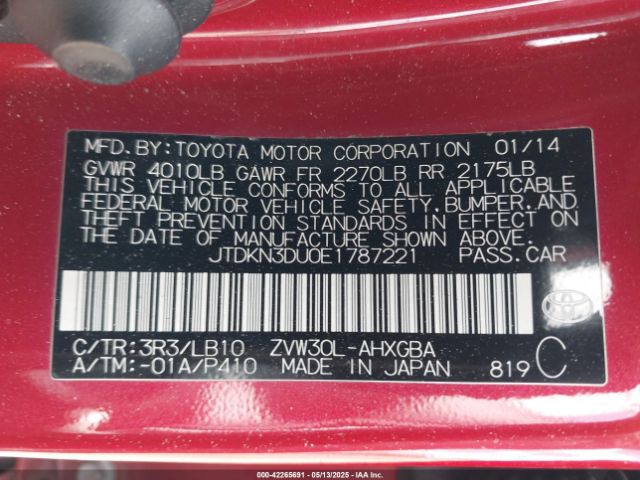 MFD.BY:TOYOTA MOTOR CORPORATION 01/14
GVWR 4010LB GAWR FR 2270LB RR 2175LB
THIS VEHICLE CONFORMS TO ALL APPLICABLE
FEDERAL MOTOR VEHICLE SAFETY,BUMPER,AND
THEFT PREVENTION STANDARDS IN EFFECT ON
THE DATE OF MANUFACTURE SHOWN ABOVE.
JTDKN3DU0E1787221 PASS.CAR
C/TR:3R3/LB10 ZVW30L-AHXGBA
A/TM:-01A/P410 MADE IN JAPAN 819 C
000-42265691 - 05/13/2025 - IAAI.COM